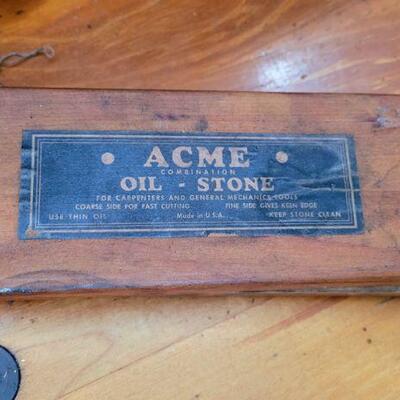 ACME
COMBINATION
OIL - STONE
FOR CARPENTERS AND GENERAL MECHANICS TOOLS
COARSE SIDE FOR FAST CUTTING FINE SIDE GIVES KEEN EDGE
USE THIN OIL Made in U.S.A. KEEP STONE CLEAN